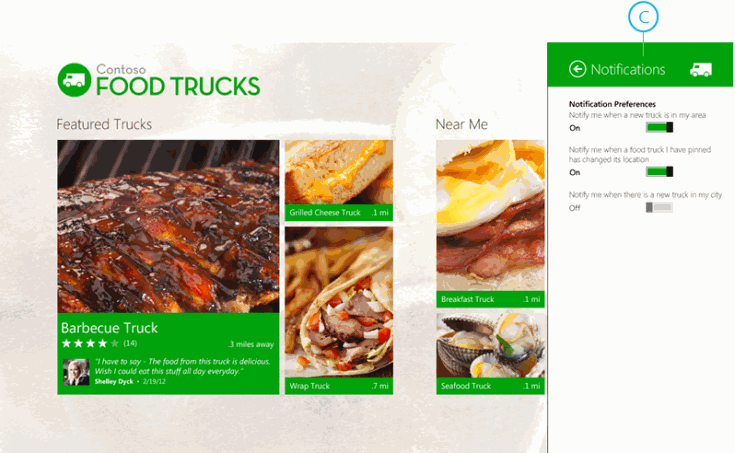 C
Contoso
FOOD TRUCKS
Featured Trucks
Barbecue Truck
(14)
.3 miles away
"I have to say - The food from this truck is delicious.
Wish I could eat this stuff all day everyday."
Shelley Dyck • 2/19/12
Grilled Cheese Truck .1 mi
Wrap Truck .7 mi
Near Me
Breakfast Truck .1 mi
Seafood Truck .1 mi
Notifications
Notification Preferences
Notify me when a new truck is in my area
On
Notify me when a food truck I have pinned
has changed its location
On
Notify me when there is a new truck in my city
Off